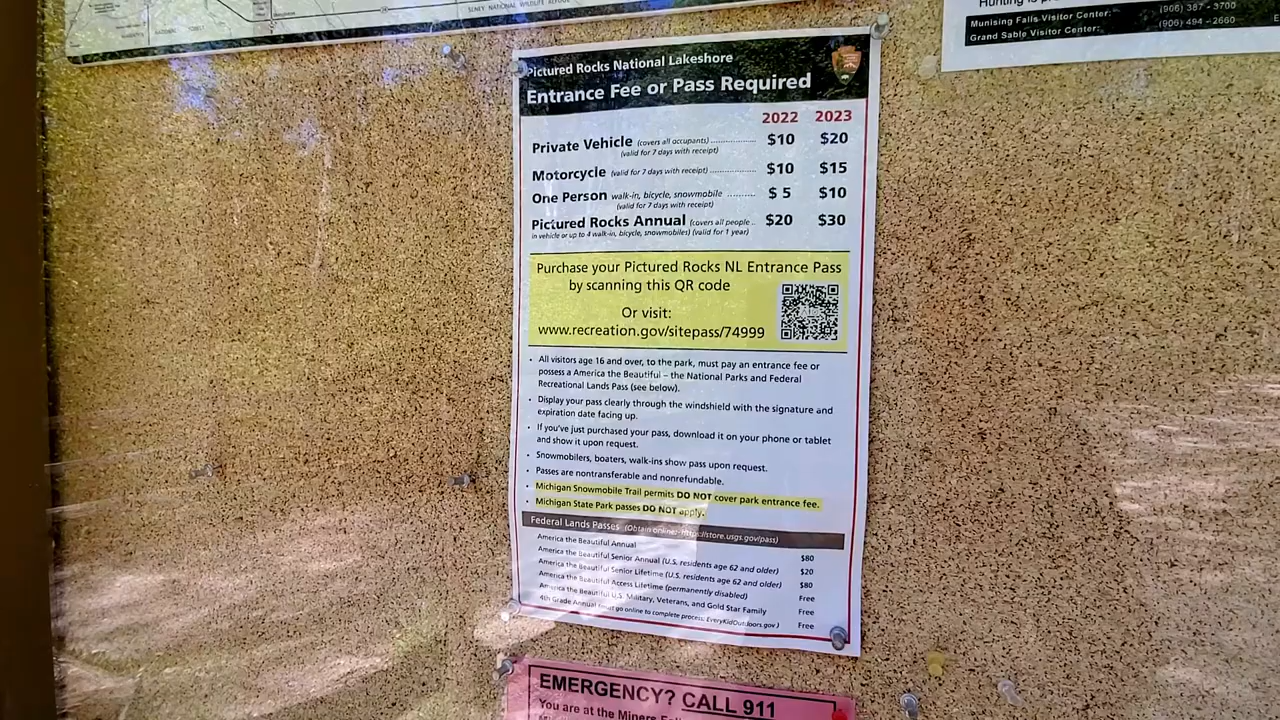 SENEY NATIONAL WILDLIFE REFUGE
Munising Falls Visitor Center: (906) 387 - 3700
Grand Sable Visitor Center: (906) 494 - 2660
Pictured Rocks National Lakeshore
Entrance Fee or Pass Required
2022 2023
Private Vehicle (covers all occupants) $10 $20
(valid for 7 days with receipt)
Motorcycle (valid for 7 days with receipt) $10 $15
One Person walk-in, bicycle, snowmobile $ 5 $10
(valid for 7 days with receipt)
Pictured Rocks Annual (covers all people $20 $30
in vehicle or up to 4 walk-in, bicycle, snowmobiles) (valid for 1 year)
Purchase your Pictured Rocks NL Entrance Pass
by scanning this QR code
Or visit:
www.recreation.gov/sitepass/74999
• All visitors age 16 and over, to the park, must pay an entrance fee or
possess a America the Beautiful – the National Parks and Federal
Recreational Lands Pass (see below).
• Display your pass clearly through the windshield with the signature and
expiration date facing up.
• If you've just purchased your pass, download it on your phone or tablet
and show it upon request.
• Snowmobilers, boaters, walk-ins show pass upon request.
• Passes are nontransferable and nonrefundable.
• Michigan Snowmobile Trail permits DO NOT cover park entrance fee.
• Michigan State Park passes DO NOT apply.
Federal Lands Passes (Obtain online: https://store.usgs.gov/pass)
America the Beautiful Annual $80
America the Beautiful Senior Annual (U.S. residents age 62 and older) $20
America the Beautiful Senior Lifetime (U.S. residents age 62 and older) $80
America the Beautiful Access Lifetime (permanently disabled) Free
America the Beautiful U.S. Military, Veterans, and Gold Star Family Free
4th Grade Annual (must go online to complete process; EveryKidOutdoors.gov) Free
EMERGENCY? CALL 911
You are at the Miners